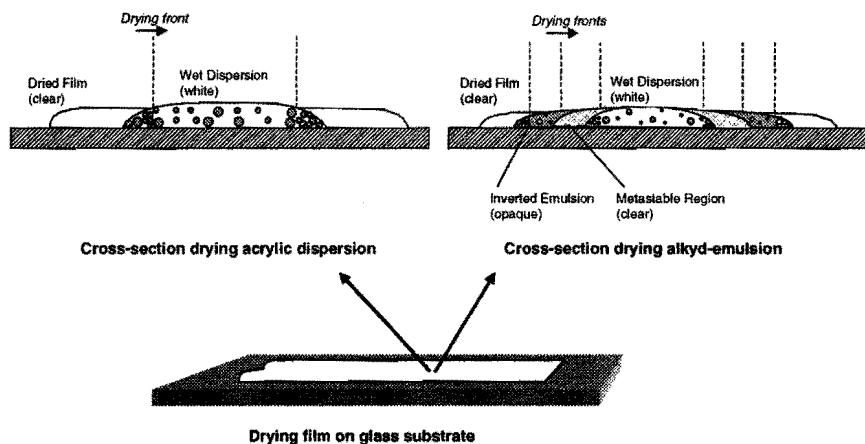 Drying front
Dried Film
(clear)
Wet Dispersion
(white)
Cross-section drying acrylic dispersion
Drying fronts
Dried Film
(clear)
Wet Dispersion
(white)
Inverted Emulsion
(opaque)
Metastable Region
(clear)
Cross-section drying alkyd-emulsion
Drying film on glass substrate